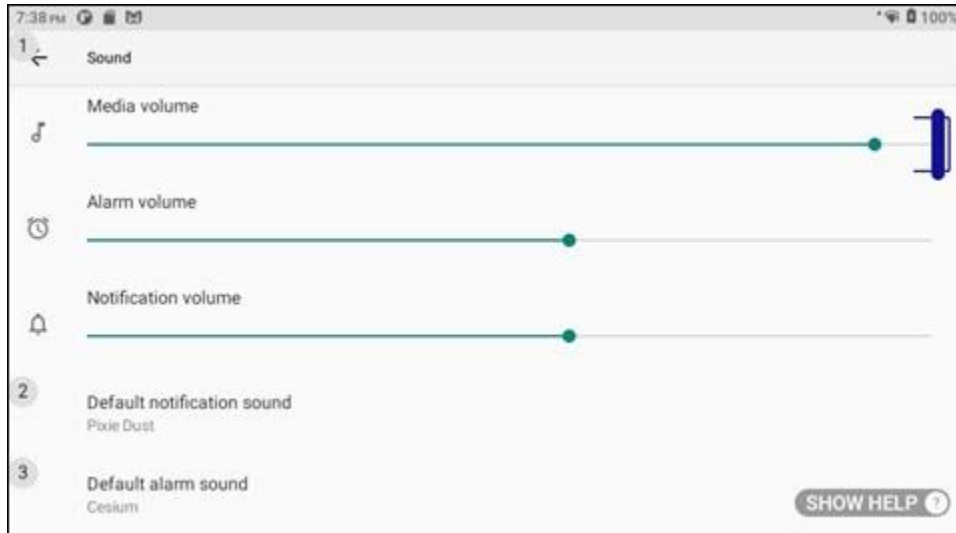 7:38 PM 100%
1 Sound
Media volume
Alarm volume
Notification volume
2
Default notification sound
Pixie Dust
3
Default alarm sound
Cesium
SHOW HELP ?